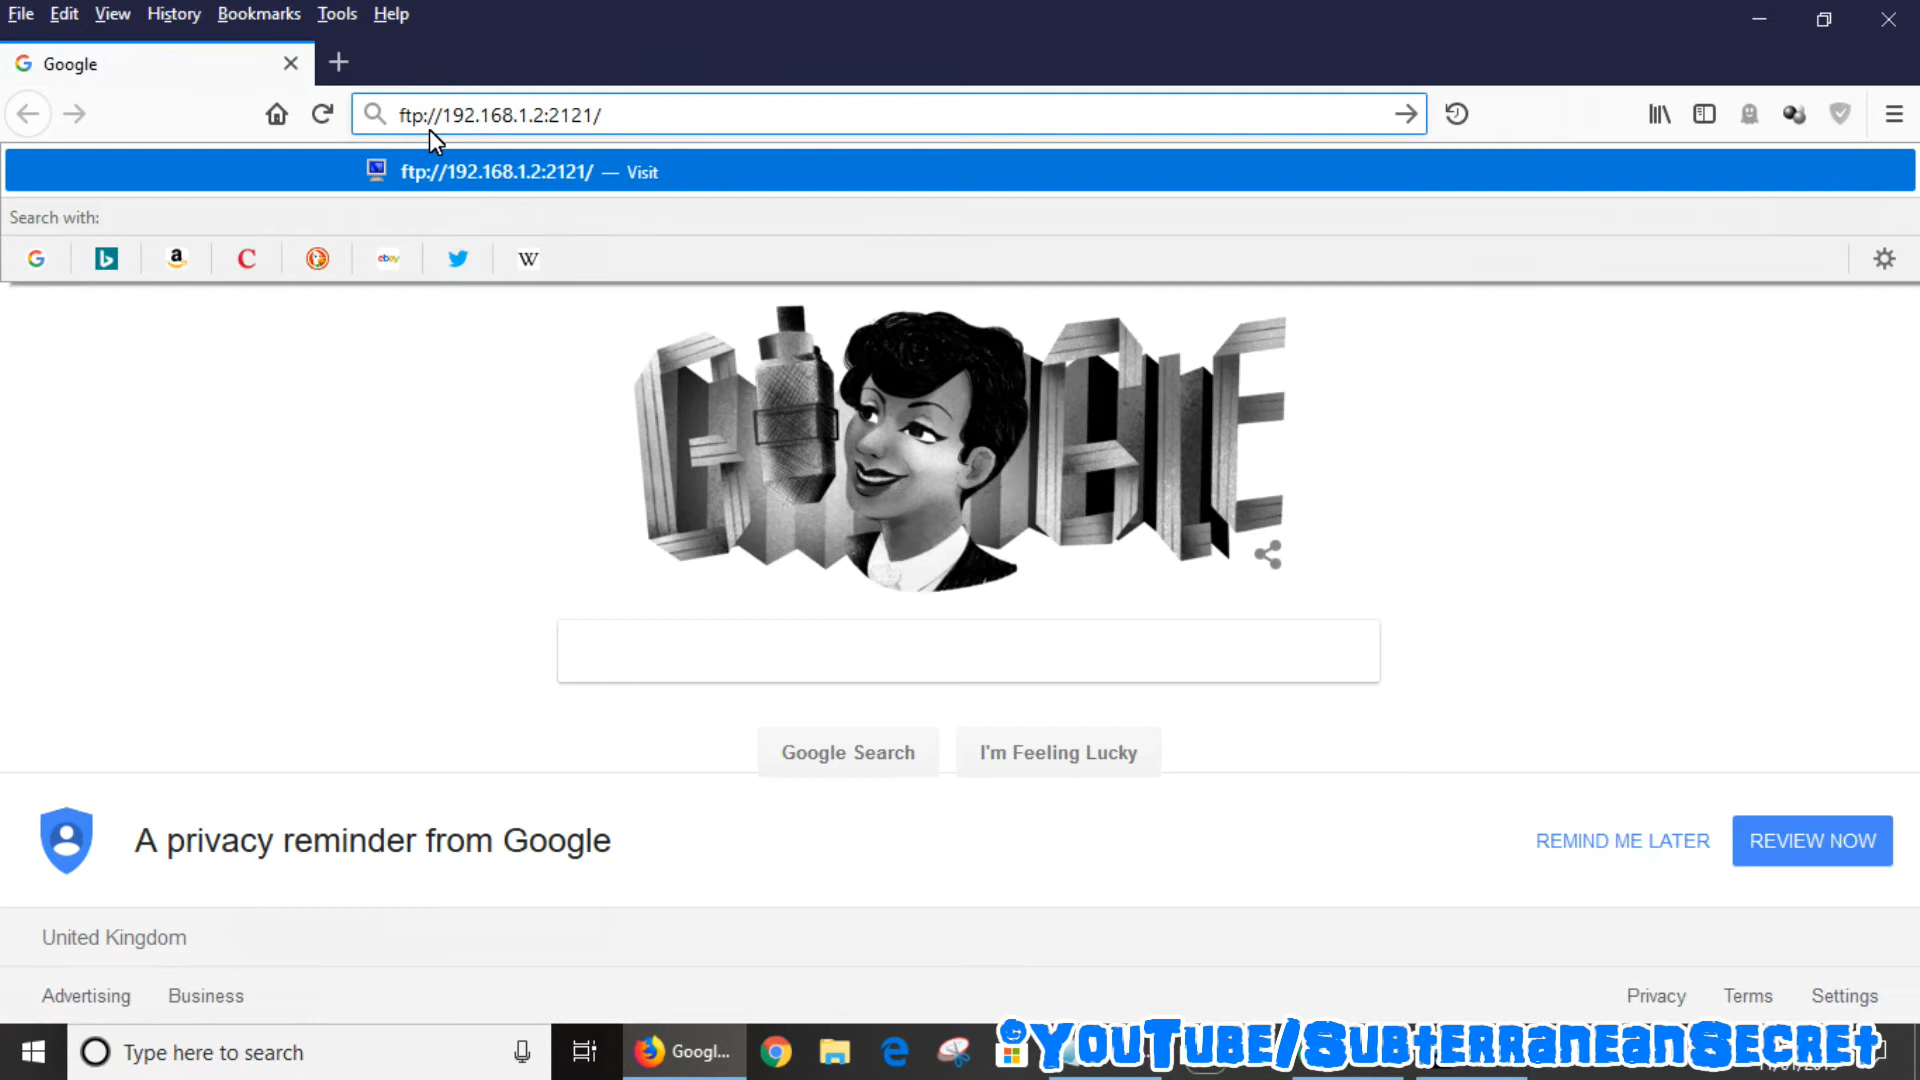 File Edit View History Bookmarks Tools Help
Google
ftp://192.168.1.2:2121/
ftp://192.168.1.2:2121/ — Visit
Search with:
G b a C ebay W
GOOGLE
Google Search I'm Feeling Lucky
A privacy reminder from Google REMIND ME LATER REVIEW NOW
United Kingdom
Advertising Business Privacy Terms Settings
Type here to search Googl... YouTube/SubterraneanSecret